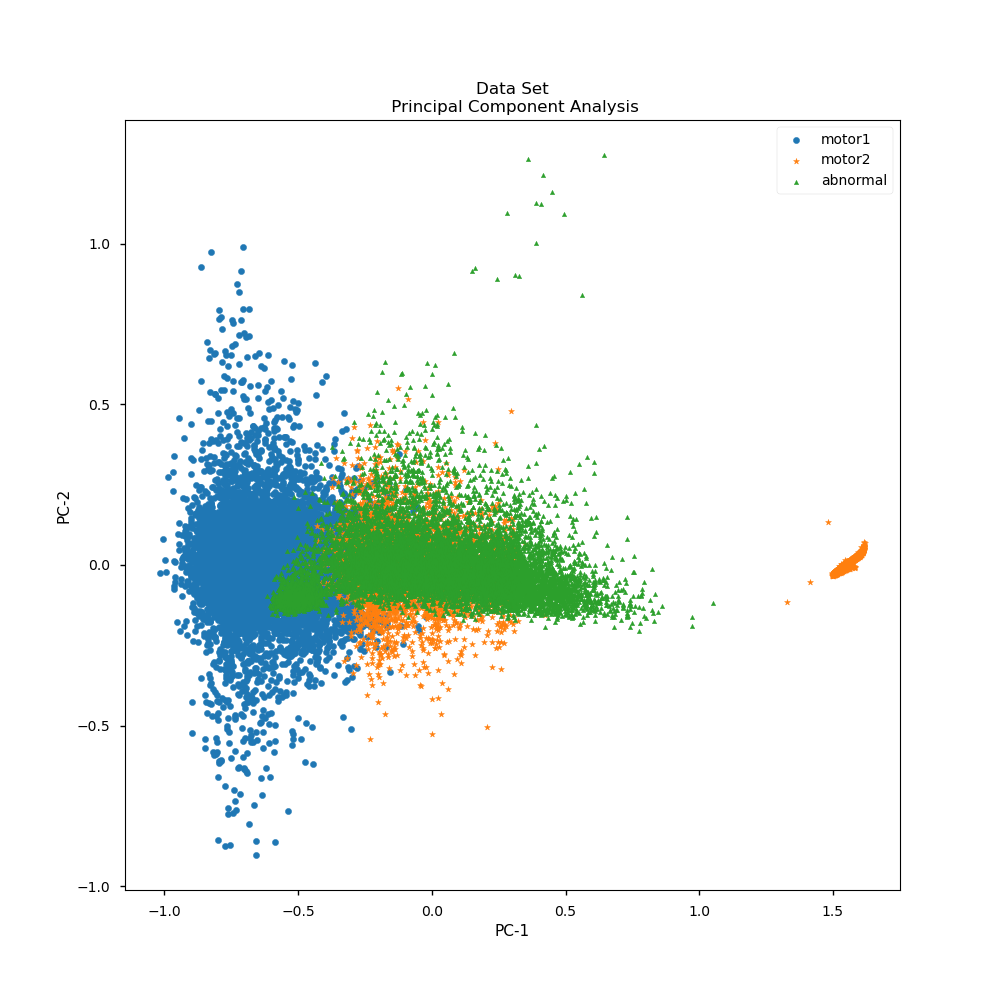 Data Set
Principal Component Analysis
motor1
motor2
abnormal
1.0
0.5
0.0
−0.5
−1.0
PC-2
−1.0 −0.5 0.0 0.5 1.0 1.5
PC-1